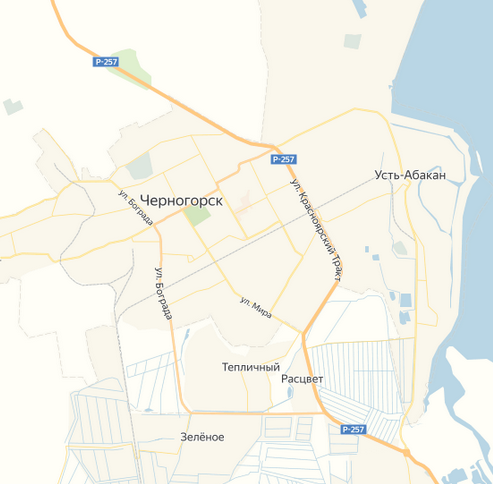 Р-257
Р-257
Усть-Абакан
ул. Бограда
Черногорск
ул. Красноярский Тракт
ул. Бограда
ул. Мира
Тепличный
Расцвет
Р-257
Зелёное